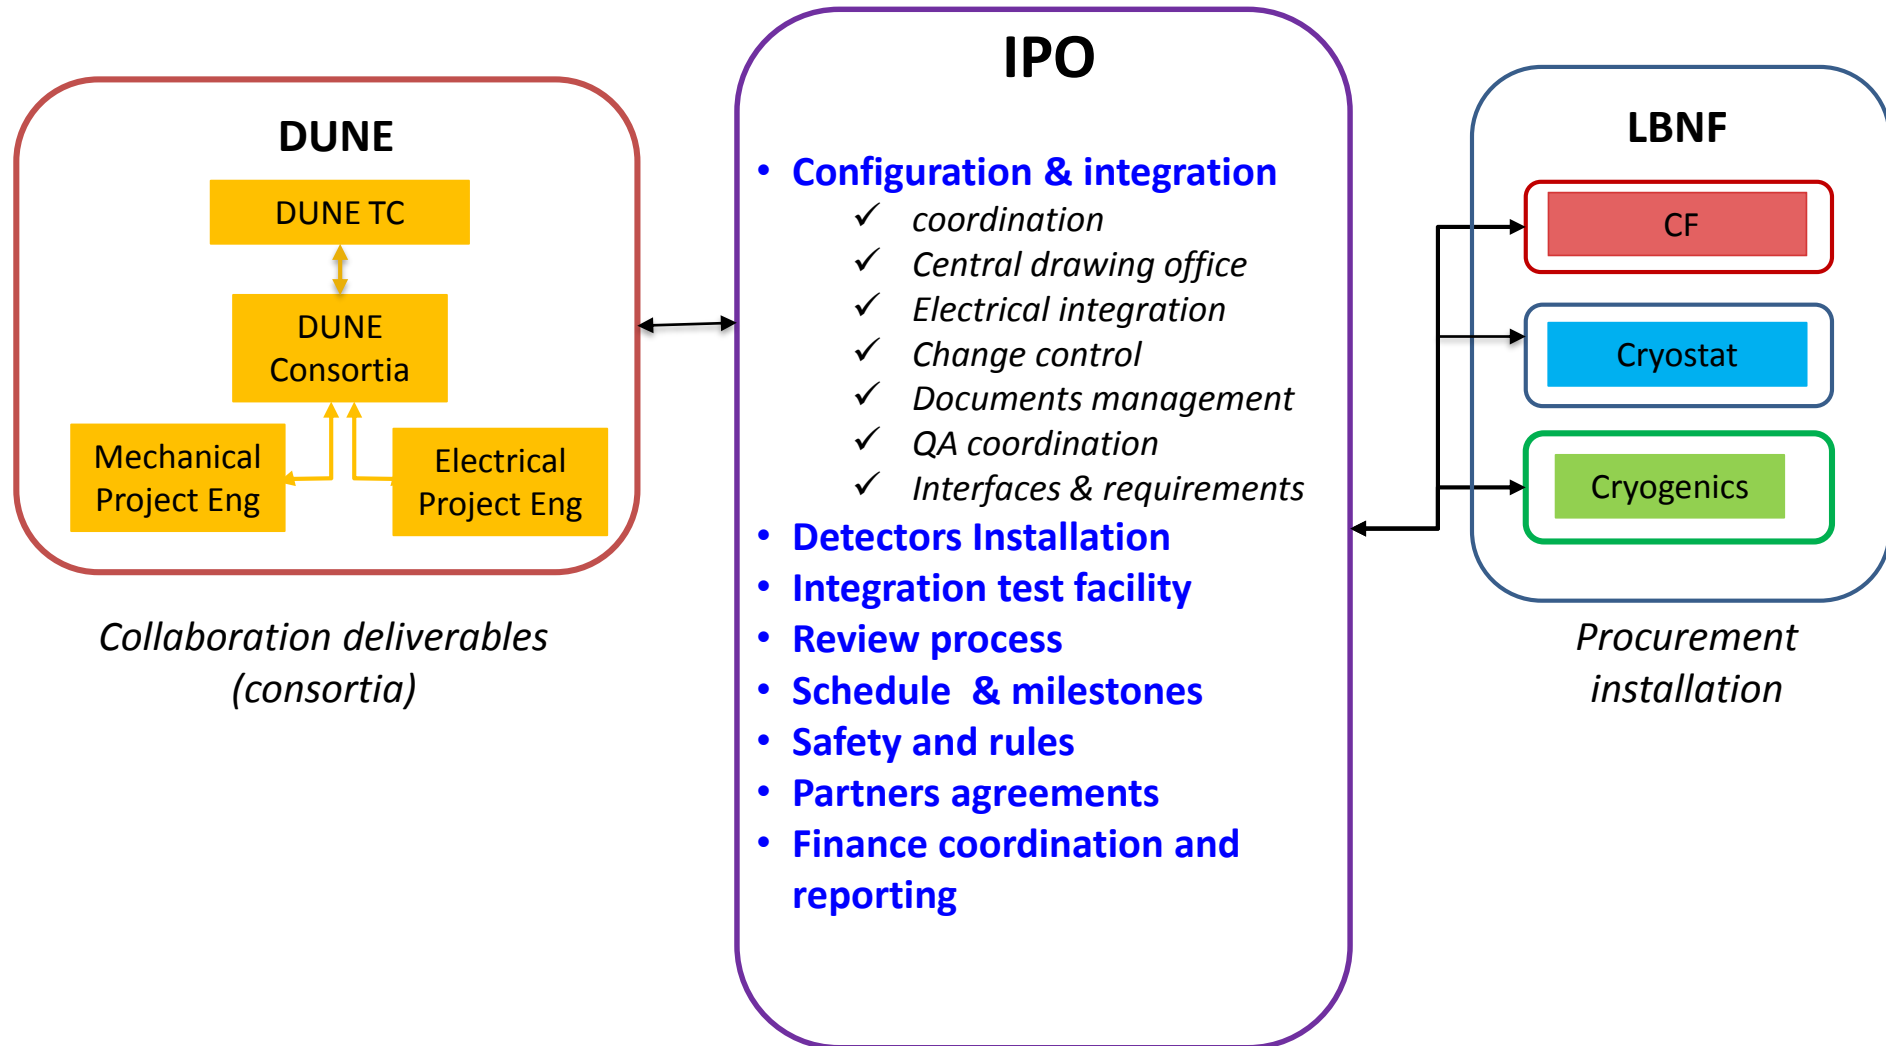 DUNE
DUNE TC
DUNE
Consortia
Mechanical
Project Eng
Electrical
Project Eng
Collaboration deliverables
(consortia)
IPO
• Configuration & integration
✓ coordination
✓ Central drawing office
✓ Electrical integration
✓ Change control
✓ Documents management
✓ QA coordination
✓ Interfaces & requirements
• Detectors Installation
• Integration test facility
• Review process
• Schedule & milestones
• Safety and rules
• Partners agreements
• Finance coordination and
reporting
LBNF
CF
Cryostat
Cryogenics
Procurement
installation